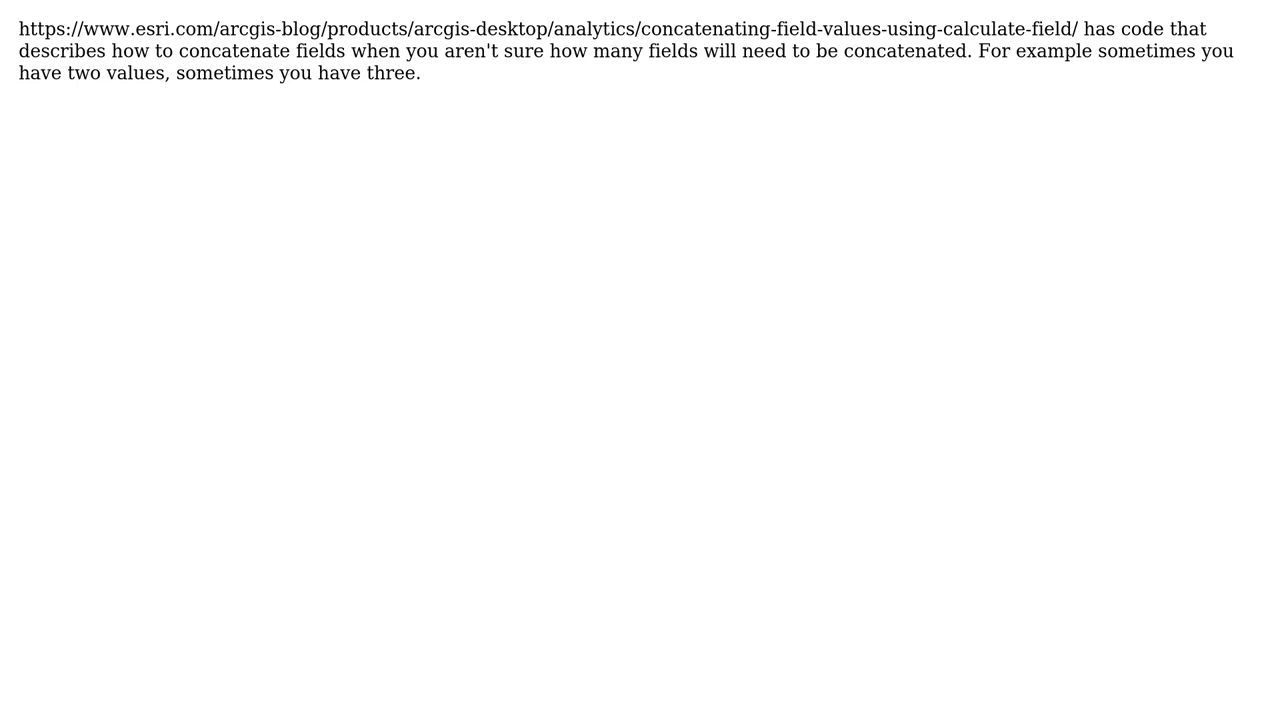 https://www.esri.com/arcgis-blog/products/arcgis-desktop/analytics/concatenating-field-values-using-calculate-field/ has code that
describes how to concatenate fields when you aren't sure how many fields will need to be concatenated. For example sometimes you
have two values, sometimes you have three.